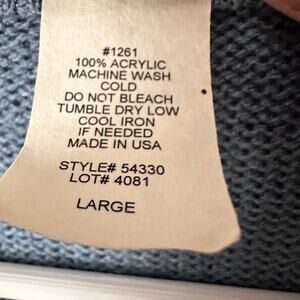 #1261
100% ACRYLIC
MACHINE WASH
COLD
DO NOT BLEACH
TUMBLE DRY LOW
COOL IRON
IF NEEDED
MADE IN USA
STYLE# 54330
LOT# 4081
LARGE